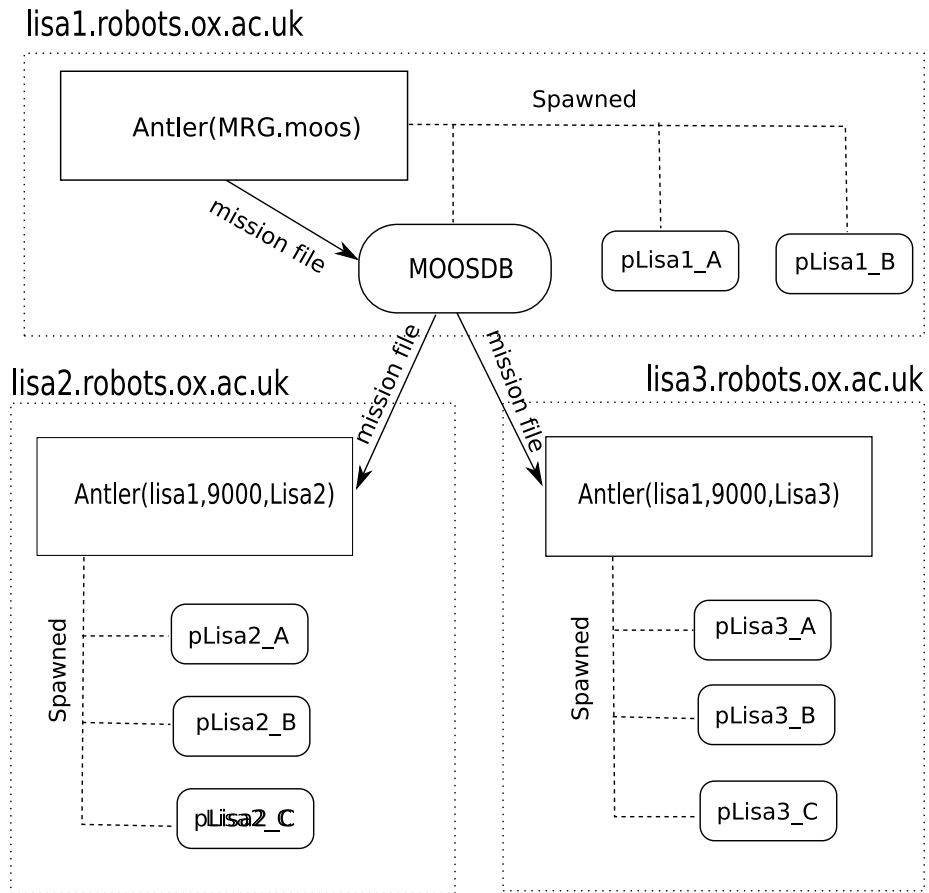 lisa1.robots.ox.ac.uk
Antler(MRG.moos)
Spawned
mission file
MOOSDB
pLisa1_A
pLisa1_B
lisa2.robots.ox.ac.uk
mission file
mission file
lisa3.robots.ox.ac.uk
Antler(lisa1,9000,Lisa2)
Spawned
pLisa2_A
pLisa2_B
pLisa2_C
Antler(lisa1,9000,Lisa3)
Spawned
pLisa3_A
pLisa3_B
pLisa3_C